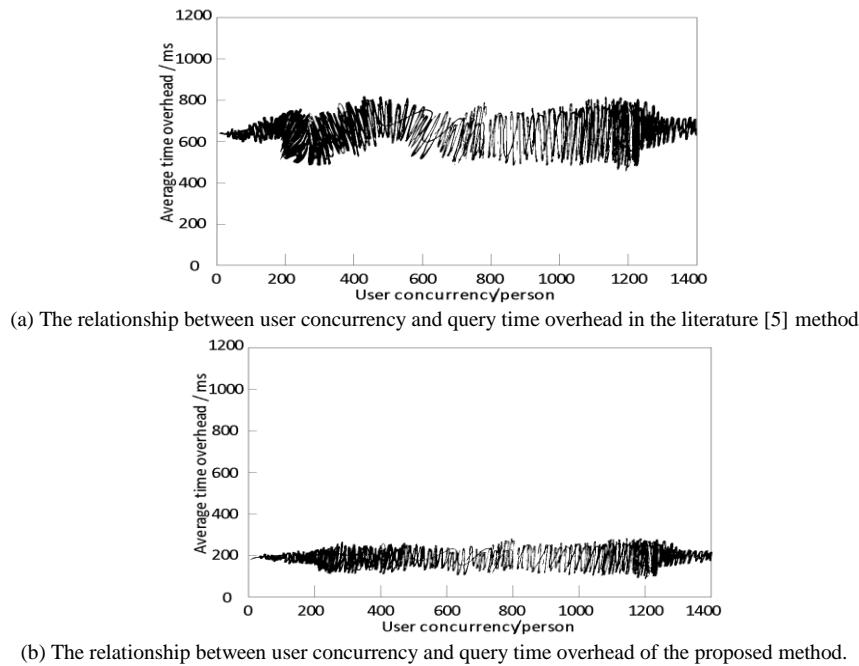 1200
1000
800
600
400
200
0
Average time overhead / ms
0 200 400 600 800 1000 1200 1400
User concurrency/person
(a) The relationship between user concurrency and query time overhead in the literature [5] method
1200
1000
800
600
400
200
0
Average time overhead / ms
0 200 400 600 800 1000 1200 1400
User concurrency/person
(b) The relationship between user concurrency and query time overhead of the proposed method.